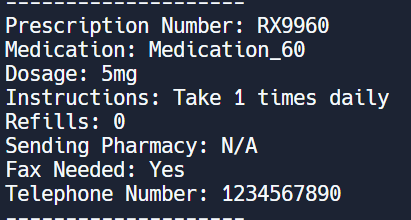 --------------------
Prescription Number: RX9960
Medication: Medication_60
Dosage: 5mg
Instructions: Take 1 times daily
Refills: 0
Sending Pharmacy: N/A
Fax Needed: Yes
Telephone Number: 1234567890
--------------------